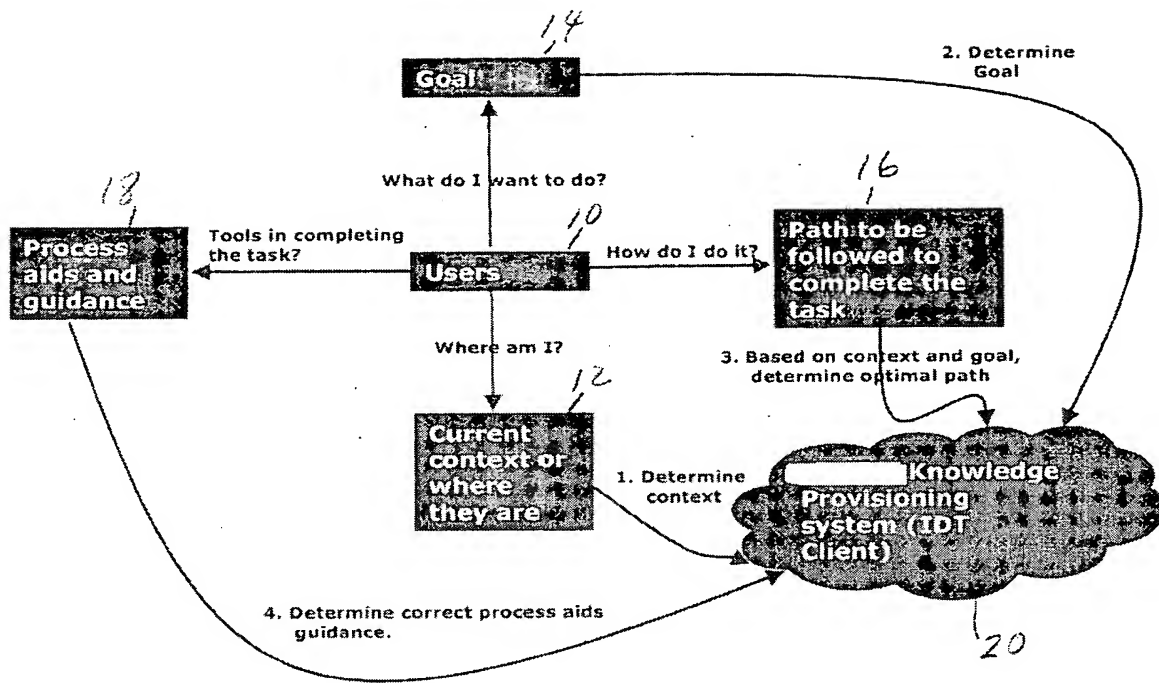 14
Goal
2. Determine
Goal
What do I want to do?
18
Process
aids and
guidance
Tools in completing
the task?
10
Users
How do I do it?
16
Path to be
followed to
complete the
task
Where am I?
3. Based on context and goal,
determine optimal path
12
Current
context or
where
they are
1. Determine
context
Knowledge
Provisioning
system (IDT
Client)
4. Determine correct process aids
guidance.
20